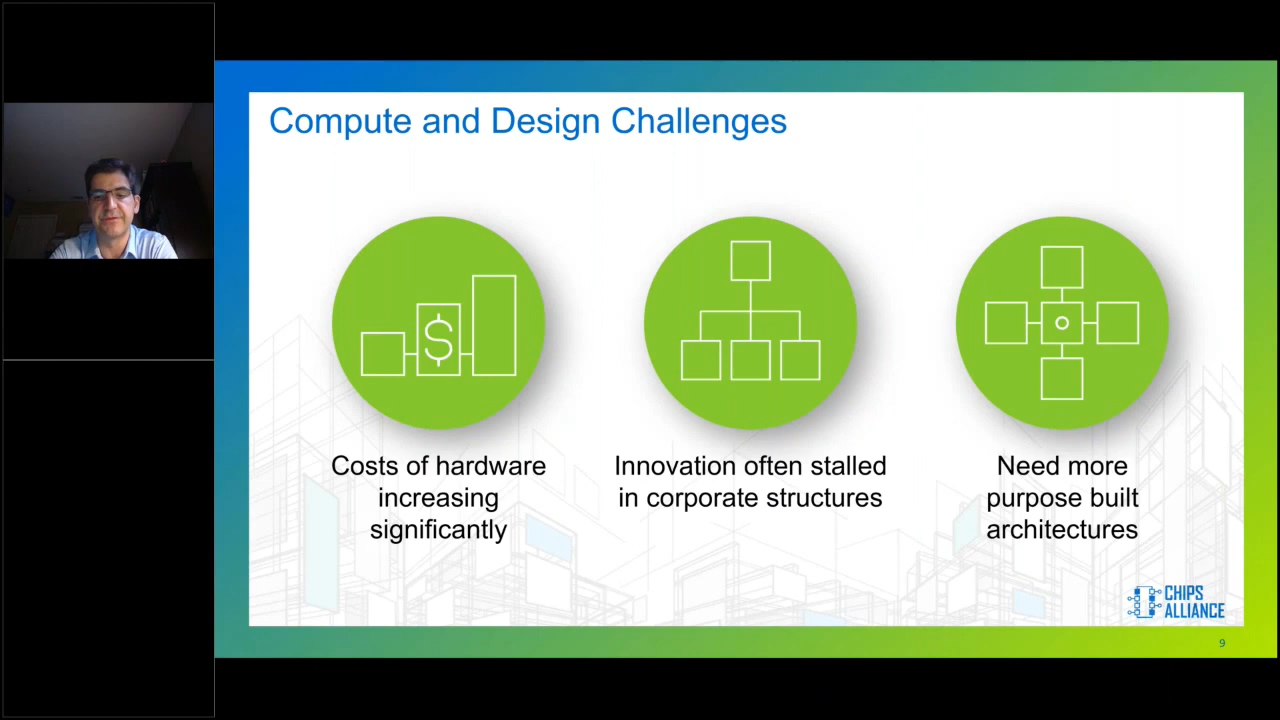 Compute and Design Challenges
$
Costs of hardware
increasing
significantly
Innovation often stalled
in corporate structures
Need more
purpose built
architectures
CHIPS
ALLIANCE
9